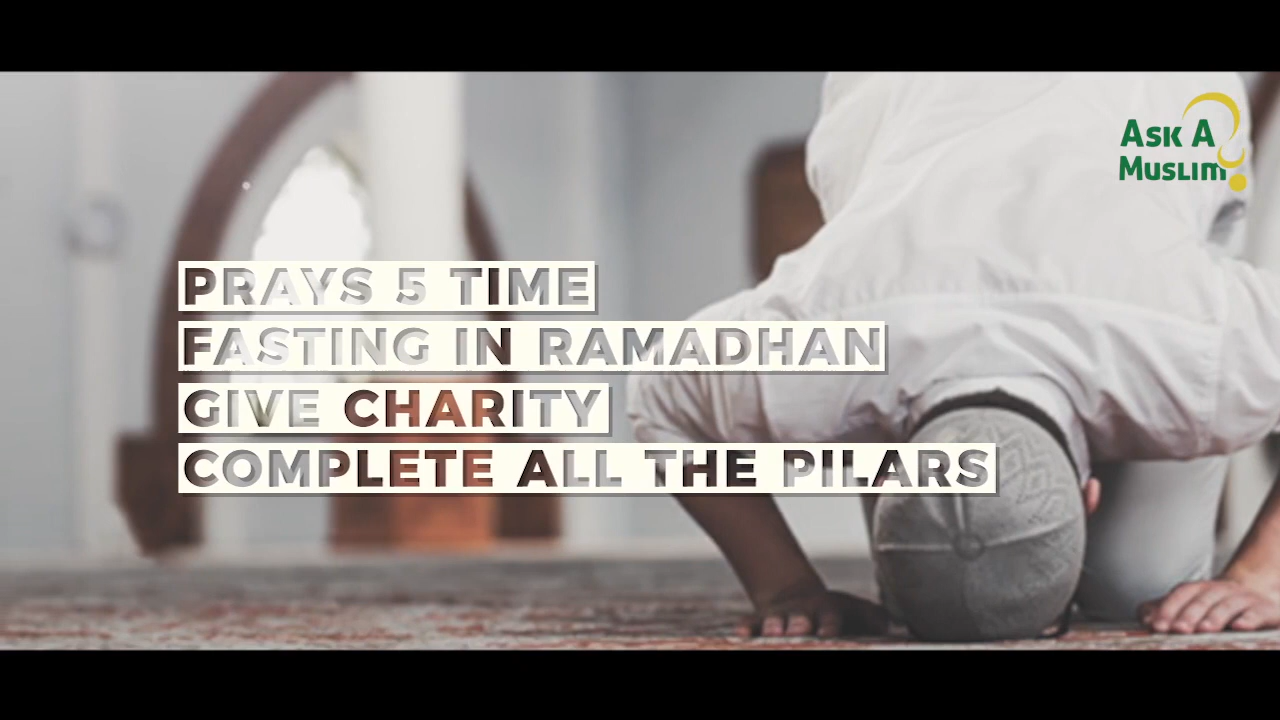 ASK A
MUSLIM
PRAYS 5 TIME
FASTING IN RAMADHAN
GIVE CHARITY
COMPLETE ALL THE PILARS